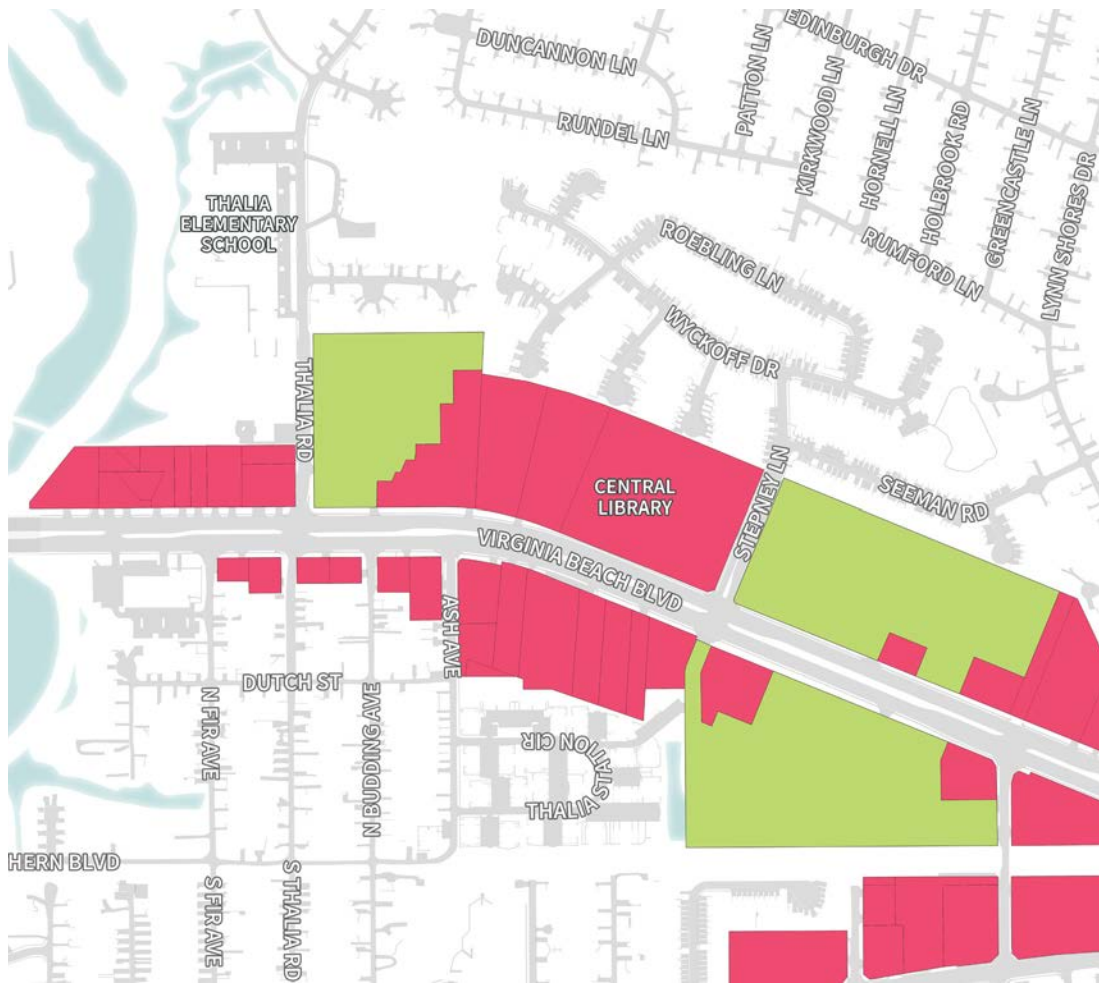 DUNCANNON LN
PATTON LN
EDINBURGH DR
RUNDEL LN
KIRKWOOD LN
HORNELL LN
HOLBROOK RD
GREENCASTLE LN
LYNN SHORES DR
THALIA
ELEMENTARY
SCHOOL
ROEBLING LN
RUMFORD LN
WYCKOFF DR
THALIA RD
CENTRAL
LIBRARY
STEPNEY LN
SEEMAN RD
VIRGINIA BEACH BLVD
ASH AVE
DUTCH ST
N FIR AVE
N BUDDING AVE
THALIA STATION CIR
HERN BLVD
S FIR AVE
S THALIA RD